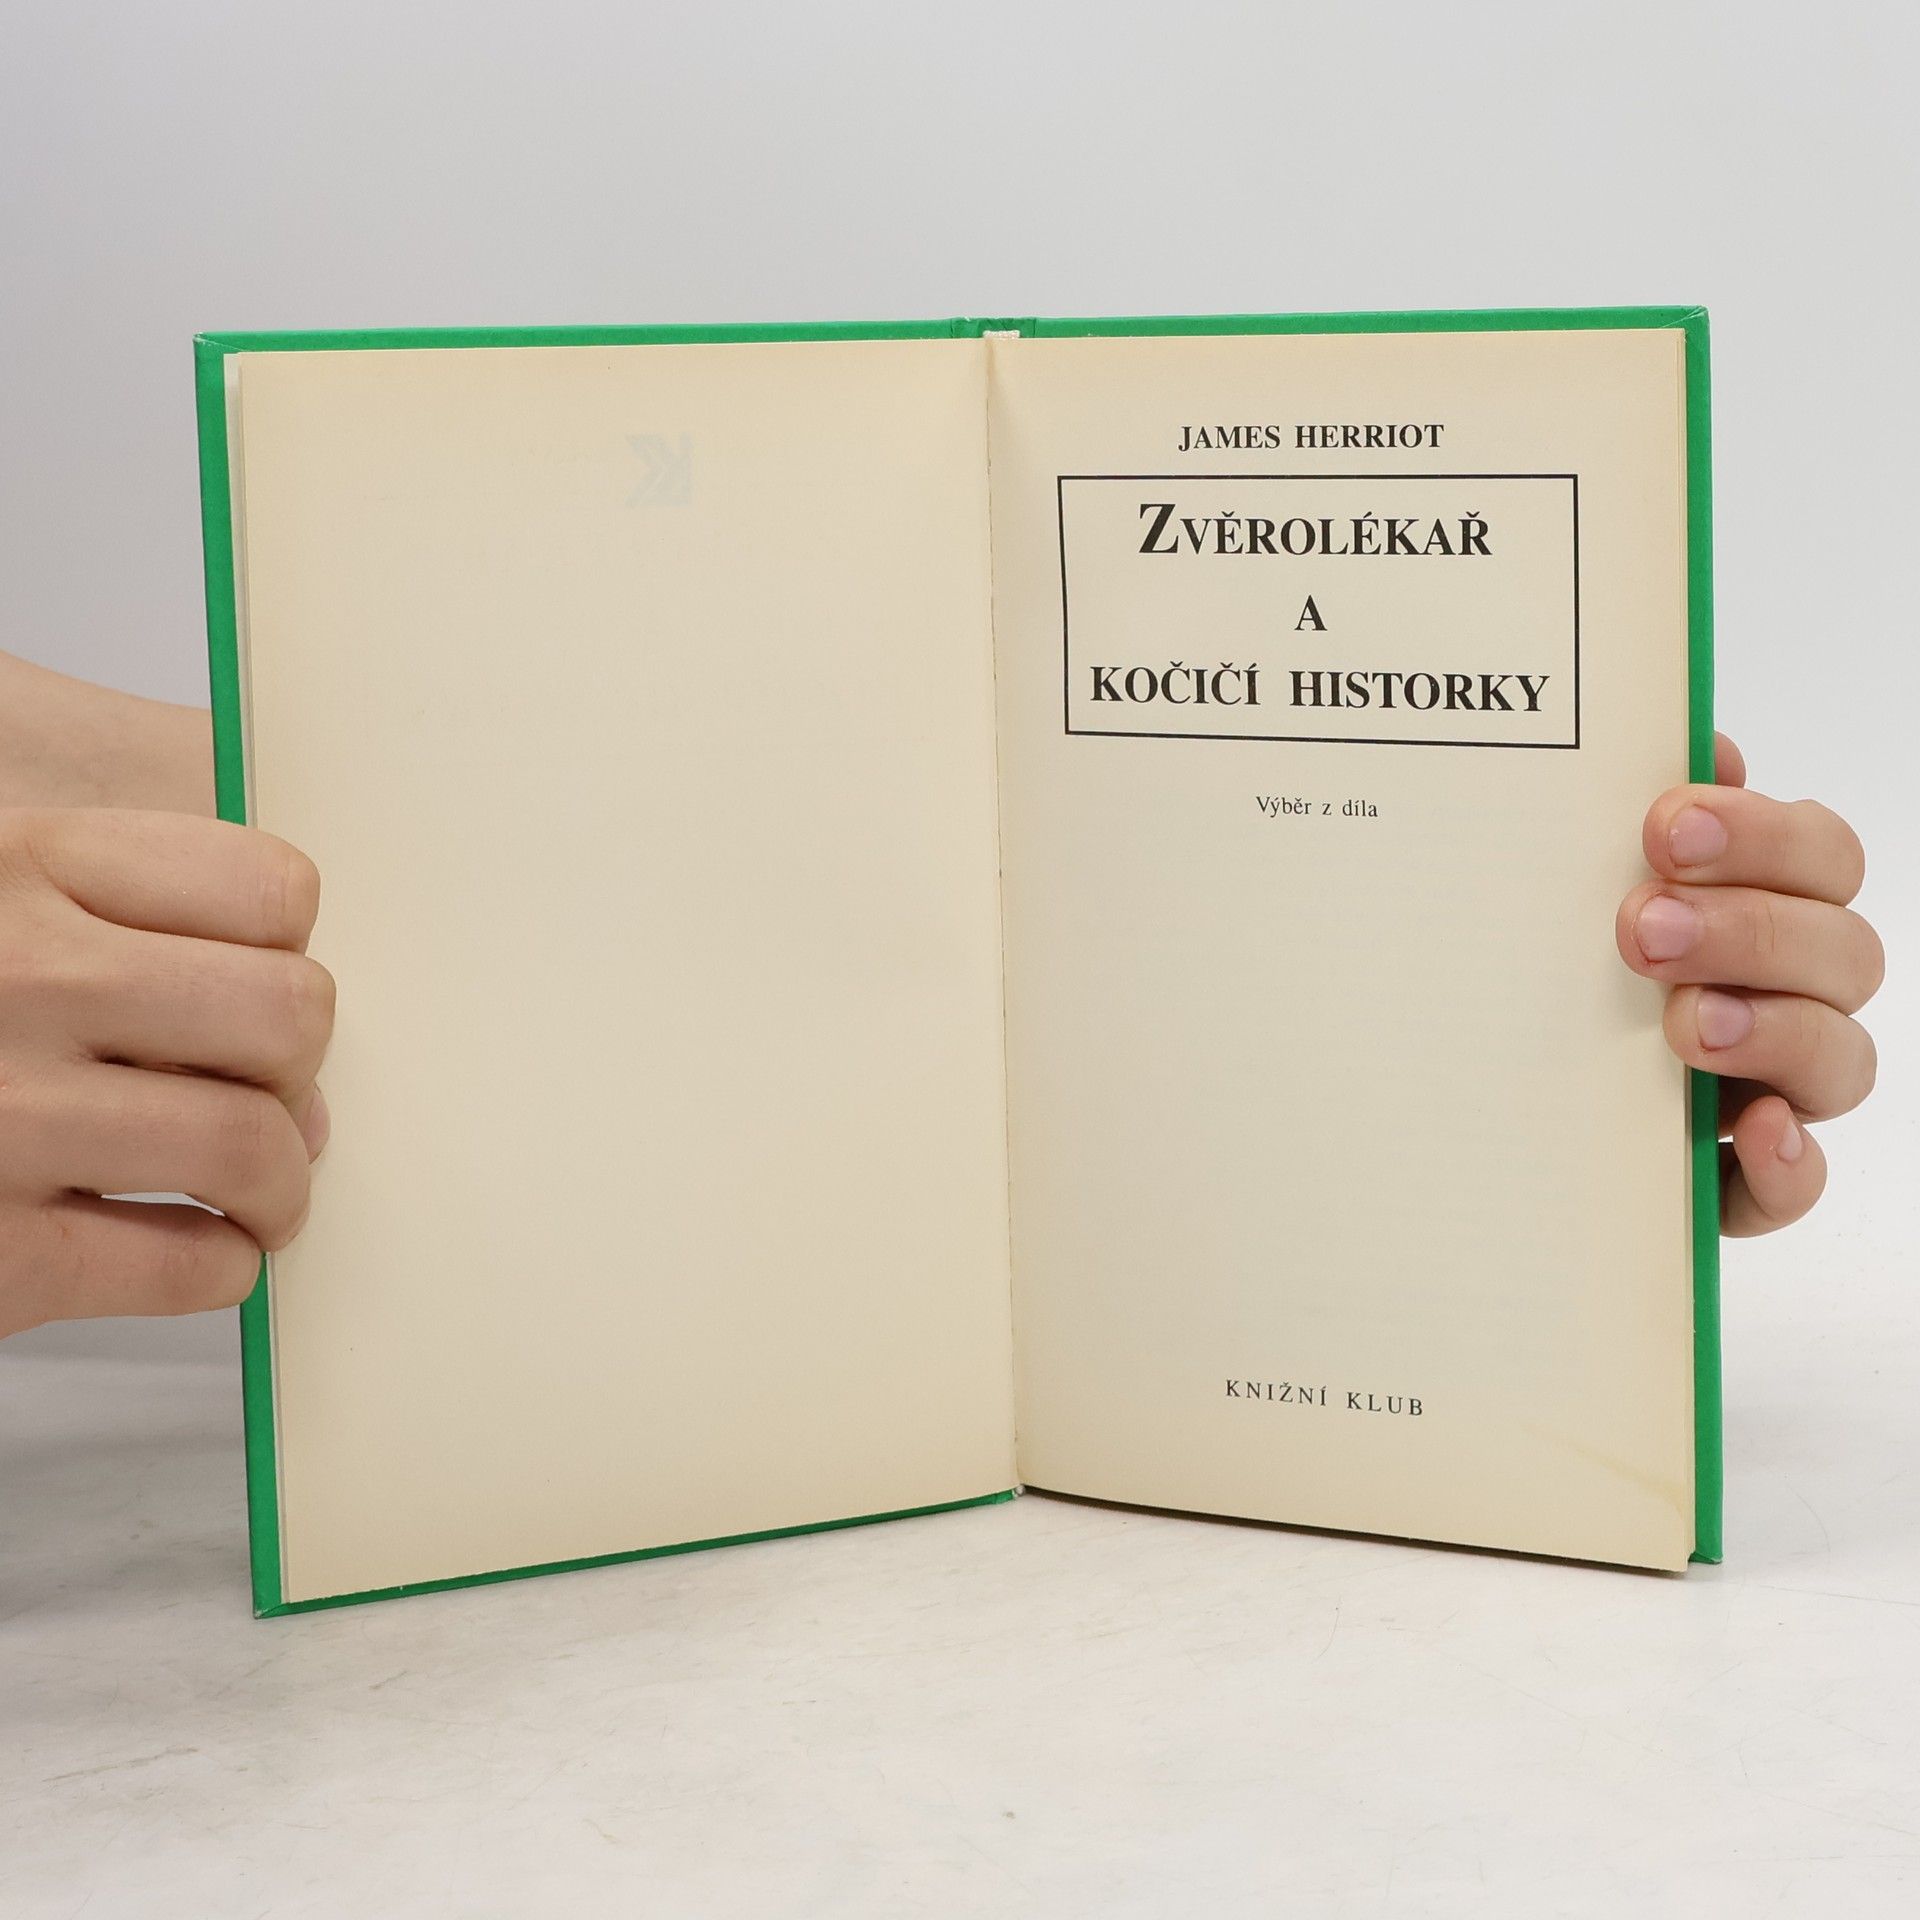 JAMES HERRIOT
ZVĚROLÉKAŘ
A
KOČIČÍ HISTORKY
Výběr z díla
KNIŽNÍ KLUB